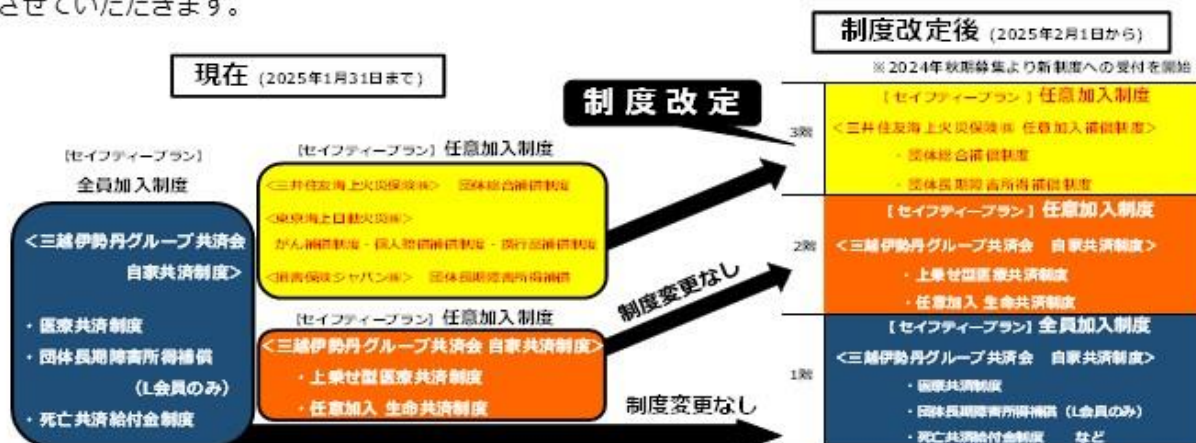 させていただきます。
現在 (2025年1月31日まで)
[セイフティープラン]
全員加入制度
<三越伊勢丹グループ共済会
自家共済制度>
・医療共済制度
・団体長期障害所得補償
(L会員のみ)
・死亡共済給付金制度
[セイフティープラン] 任意加入制度
<三井住友海上火災保険㈱> 団体総合補償制度
<東京海上日動火災㈱>
がん補償制度・個人賠償補償制度・携行品補償制度
<損害保険ジャパン㈱> 団体長期障害所得補償
[セイフティープラン] 任意加入制度
<三越伊勢丹グループ共済会 自家共済制度>
・上乗せ型医療共済制度
・任意加入 生命共済制度
制度改定
制度変更なし
制度変更なし
制度改定後 (2025年2月1日から)
※2024年秋期募集より新制度への受付を開始
3階
[セイフティープラン] 任意加入制度
<三井住友海上火災保険㈱ 任意加入補償制度>
・団体総合補償制度
・団体長期障害所得補償制度
2階
[セイフティープラン] 任意加入制度
<三越伊勢丹グループ共済会 自家共済制度>
・上乗せ型医療共済制度
・任意加入 生命共済制度
1階
[セイフティープラン] 全員加入制度
<三越伊勢丹グループ共済会 自家共済制度>
・医療共済制度
・団体長期障害所得補償 (L会員のみ)
・死亡共済給付金制度 など